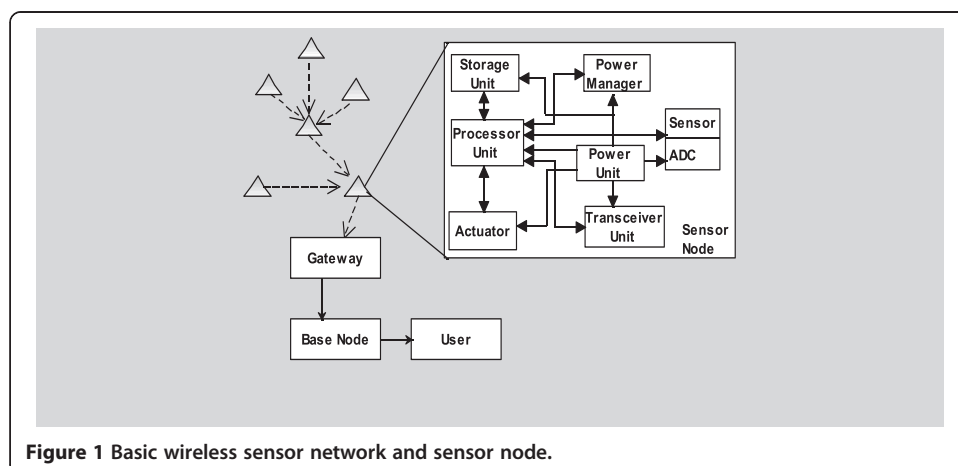 Storage
Unit
Power
Manager
Processor
Unit
Sensor
ADC
Power
Unit
Actuator
Transceiver
Unit
Sensor
Node
Gateway
Base Node
User
Figure 1 Basic wireless sensor network and sensor node.